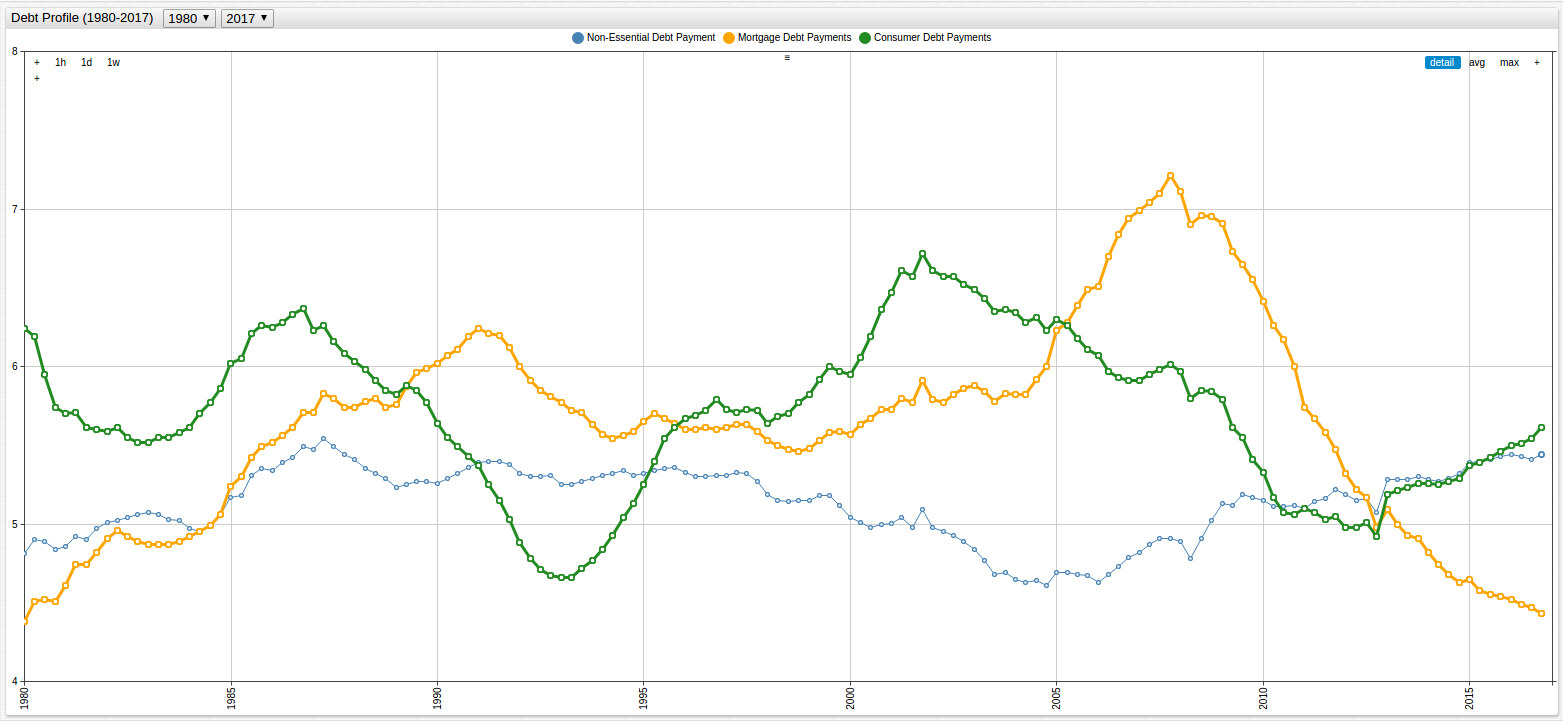 Debt Profile (1980-2017) 1980 ▼ 2017 ▼
Non-Essential Debt Payment Mortgage Debt Payments Consumer Debt Payments
+ 1h 1d 1w ≡ detail avg max +
+
8
7
6
5
4
1980 1985 1990 1995 2000 2005 2010 2015